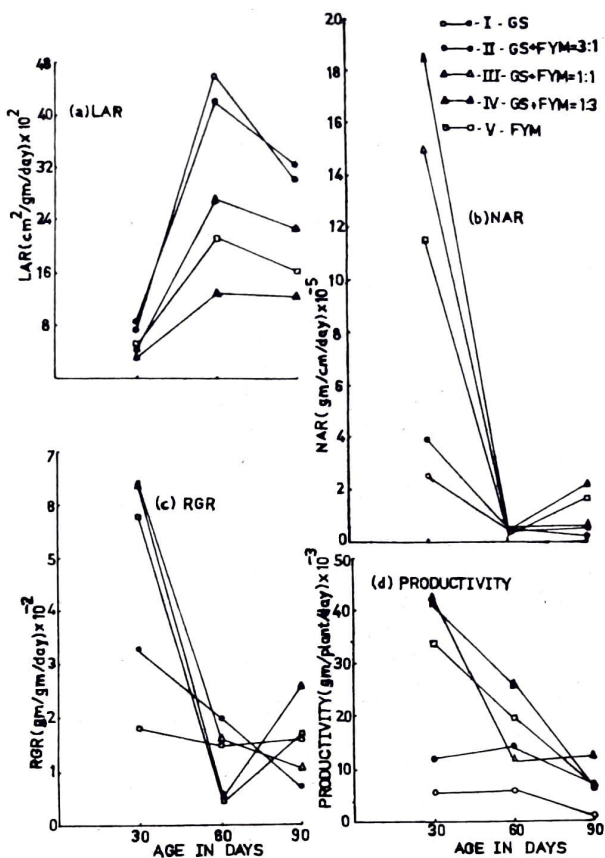 I - GS
II - GS+FYM=3:1
III - GS+FYM=1:1
IV - GS+FYM=1:3
V - FYM
(a) LAR
LAR(cm²/gm/day)×10²
48
40
32
24
16
8
(b) NAR
NAR(gm/cm/day)×10⁻⁵
20
18
16
14
12
10
8
6
4
2
0
(c) RGR
RGR(gm/gm/day)×10⁻²
7
6
5
4
3
2
1
0
30
60
90
AGE IN DAYS
(d) PRODUCTIVITY
PRODUCTIVITY(gm/plant/day)×10⁻³
50
40
30
20
10
0
30
60
90
AGE IN DAYS